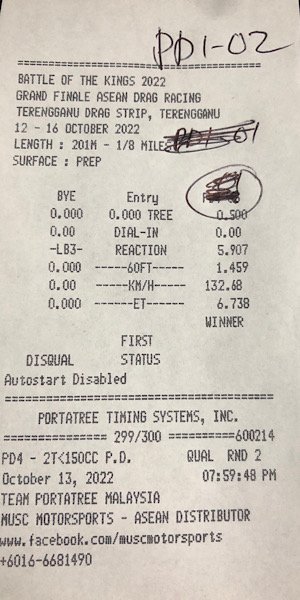 PD1-02
=================================
BATTLE OF THE KINGS 2022
GRAND FINALE ASEAN DRAG RACING
TERENGGANU DRAG STRIP, TERENGGANU
12 - 16 OCTOBER 2022
LENGTH : 201M - 1/8 MILE
SURFACE : PREP
BYE Entry
0.000 0.000 TREE 0.500
0.00 DIAL-IN 0.00
-LB3- REACTION 5.907
0.000 ------60FT------ 1.459
0.00 ------KM/H------ 132.68
0.000 -------ET------- 6.738
WINNER
FIRST
DISQUAL STATUS
Autostart Disabled
=====================================
PORTATREE TIMING SYSTEMS, INC.
=============== 299/300 ==========600214
PD4 - 2T<150CC P.D. QUAL RND 2
October 13, 2022 07:59:48 PM
TEAM PORTATREE MALAYSIA
MUSC MOTORSPORTS - ASEAN DISTRIBUTOR
www.facebook.com/muscmotorsports
+6016-6681490